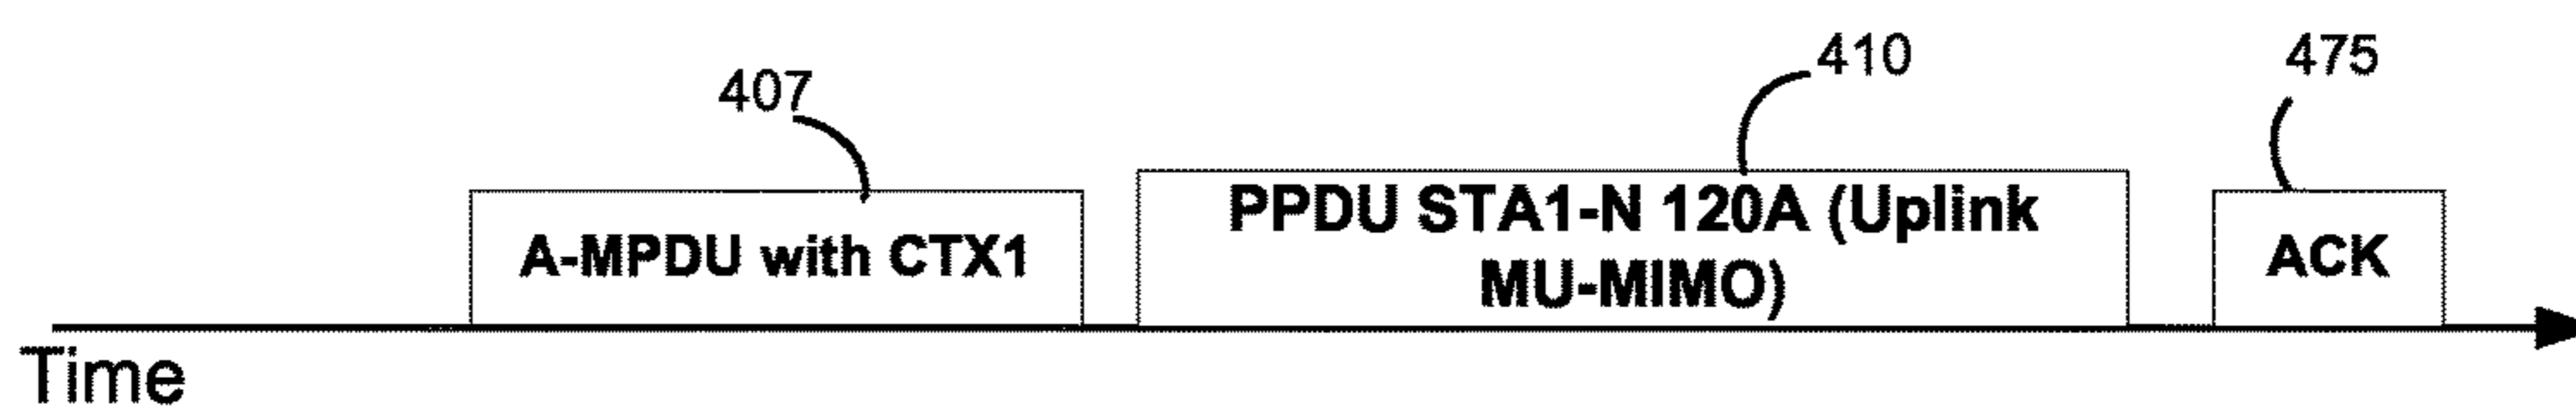 407
410
475
A-MPDU with CTX1
PPDU STA1-N 120A (Uplink
MU-MIMO)
ACK
Time